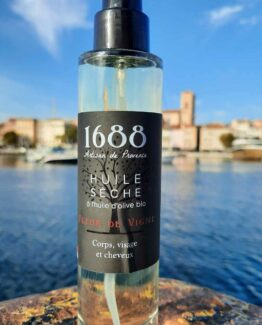 1688
Artisan de Provence
HUILE
SÈCHE
à l'huile d'olive bio
FLEUR DE VIGNE
Corps, visage
et cheveux